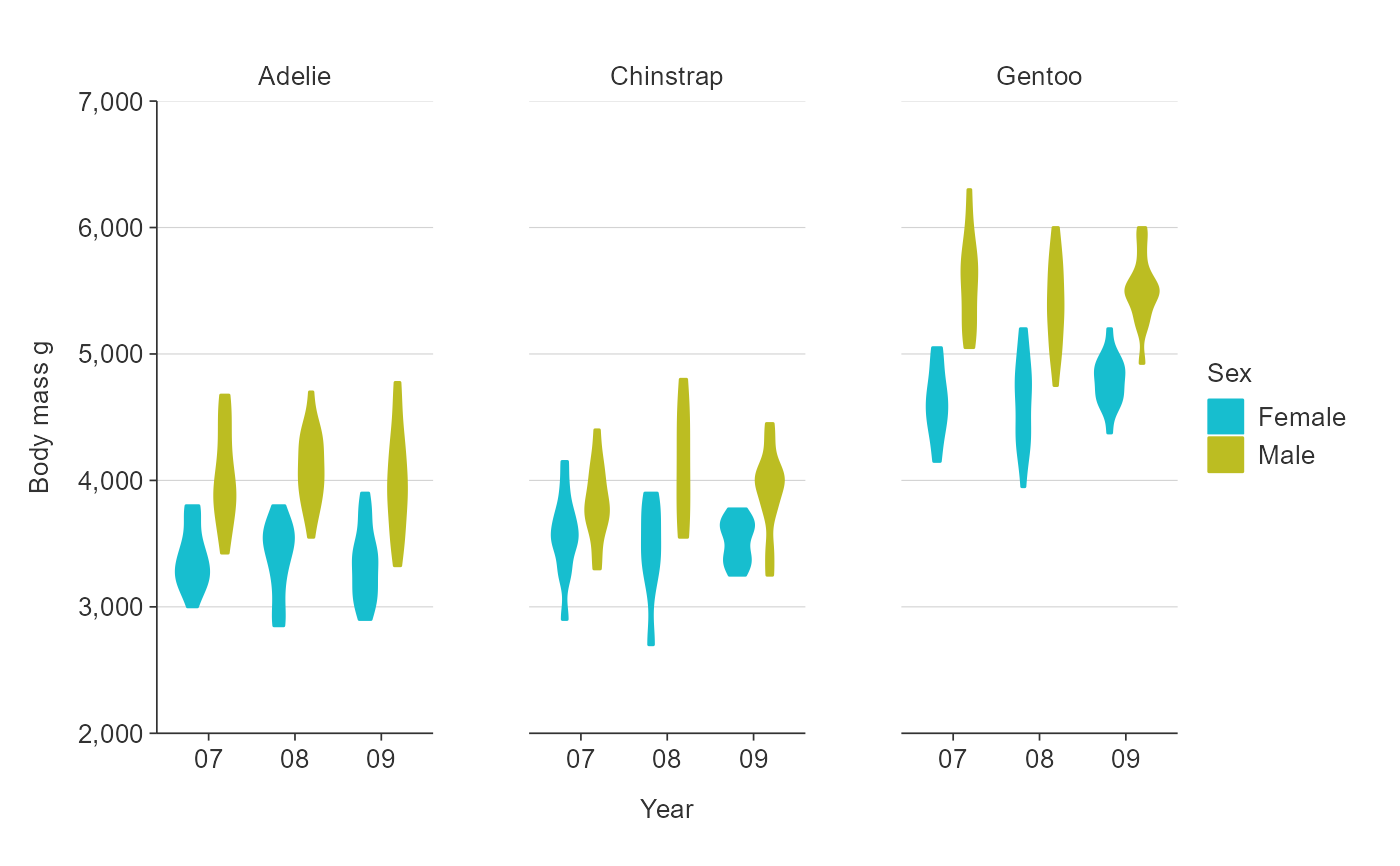 Adelie Chinstrap Gentoo
7,000
6,000
5,000
4,000
3,000
2,000
Body mass g
07 08 09 07 08 09 07 08 09
Year
Sex
Female
Male